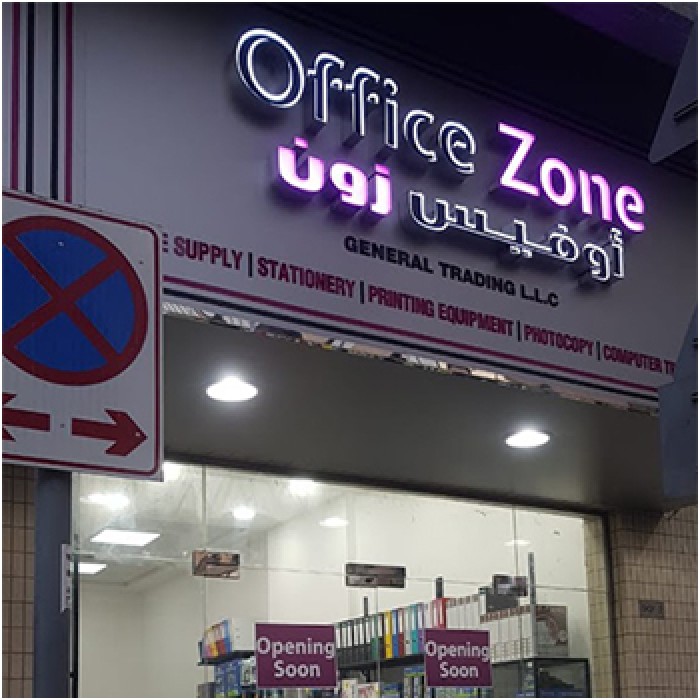 Office Zone
أوفيس زون
GENERAL TRADING L.L.C
SUPPLY | STATIONERY | PRINTING EQUIPMENT | PHOTOCOPY | COMPUTER
Opening
Soon
Opening
Soon